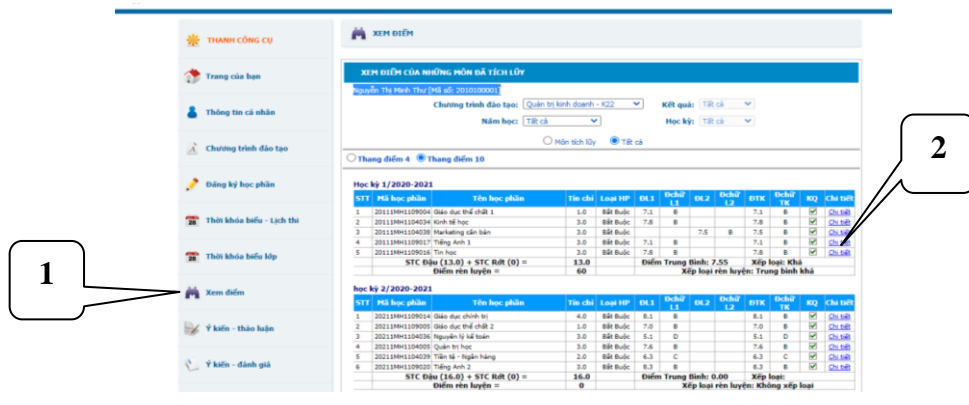 THANH CÔNG CỤ
Trang của bạn
Thông tin cá nhân
Chương trình đào tạo
Đăng ký học phần
Thời khóa biểu - Lịch thi
Thời khóa biểu lớp
Xem điểm
Ý kiến - thảo luận
Ý kiến - đánh giá
1
2
XEM ĐIỂM
XEM ĐIỂM CỦA NHỮNG MÔN ĐÃ TÍCH LŨY
Nguyễn Thị Minh Thư [Mã số: 2010100001]
Chương trình đào tạo: Quản trị kinh doanh - K22 Kết quả: Tất cả
Năm học: Tất cả Học kỳ: Tất cả
Môn tích lũy Tất cả
Thang điểm 4 Thang điểm 10
Học kỳ 1/2020-2021
STT Mã học phần Tên học phần Tín chỉ Loại HP ĐL1 Đchữ L1 ĐL2 Đchữ L2 ĐTK Đchữ TK KQ Chi tiết
1 20111MH1109004 Giáo dục thể chất 1 1.0 Bắt Buộc 7.1 B 7.1 B Chi tiết
2 20111MH1104034 Kinh tế học 3.0 Bắt Buộc 7.8 B 7.8 B Chi tiết
3 20111MH1104038 Marketing căn bản 3.0 Bắt Buộc 7.5 B 7.5 B Chi tiết
4 20111MH1109017 Tiếng Anh 1 3.0 Bắt Buộc 7.1 B 7.1 B Chi tiết
5 20111MH1109016 Tin học 3.0 Bắt Buộc 7.8 B 7.8 B Chi tiết
STC Đậu (13.0) + STC Rớt (0) = 13.0 Điểm Trung Bình: 7.55 Xếp loại: Khá
Điểm rèn luyện = 60 Xếp loại rèn luyện: Trung bình khá
học kỳ 2/2020-2021
STT Mã học phần Tên học phần Tín chỉ Loại HP ĐL1 Đchữ L1 ĐL2 Đchữ L2 ĐTK Đchữ TK KQ Chi tiết
1 20211MH1109014 Giáo dục chính trị 4.0 Bắt Buộc 8.1 B 8.1 B Chi tiết
2 20211MH1109005 Giáo dục thể chất 2 1.0 Bắt Buộc 7.0 B 7.0 B Chi tiết
3 20211MH1104036 Nguyên lý kế toán 3.0 Bắt Buộc 5.1 D 5.1 D Chi tiết
4 20211MH1104005 Quản trị học 3.0 Bắt Buộc 7.6 B 7.6 B Chi tiết
5 20211MH1104039 Tiền tệ - Ngân hàng 2.0 Bắt Buộc 6.3 C 6.3 C Chi tiết
6 20211MH1109020 Tiếng Anh 2 3.0 Bắt Buộc 8.3 B 8.3 B Chi tiết
STC Đậu (16.0) + STC Rớt (0) = 16.0 Điểm Trung Bình: 0.00 Xếp loại:
Điểm rèn luyện = 0 Xếp loại rèn luyện: Không xếp loại